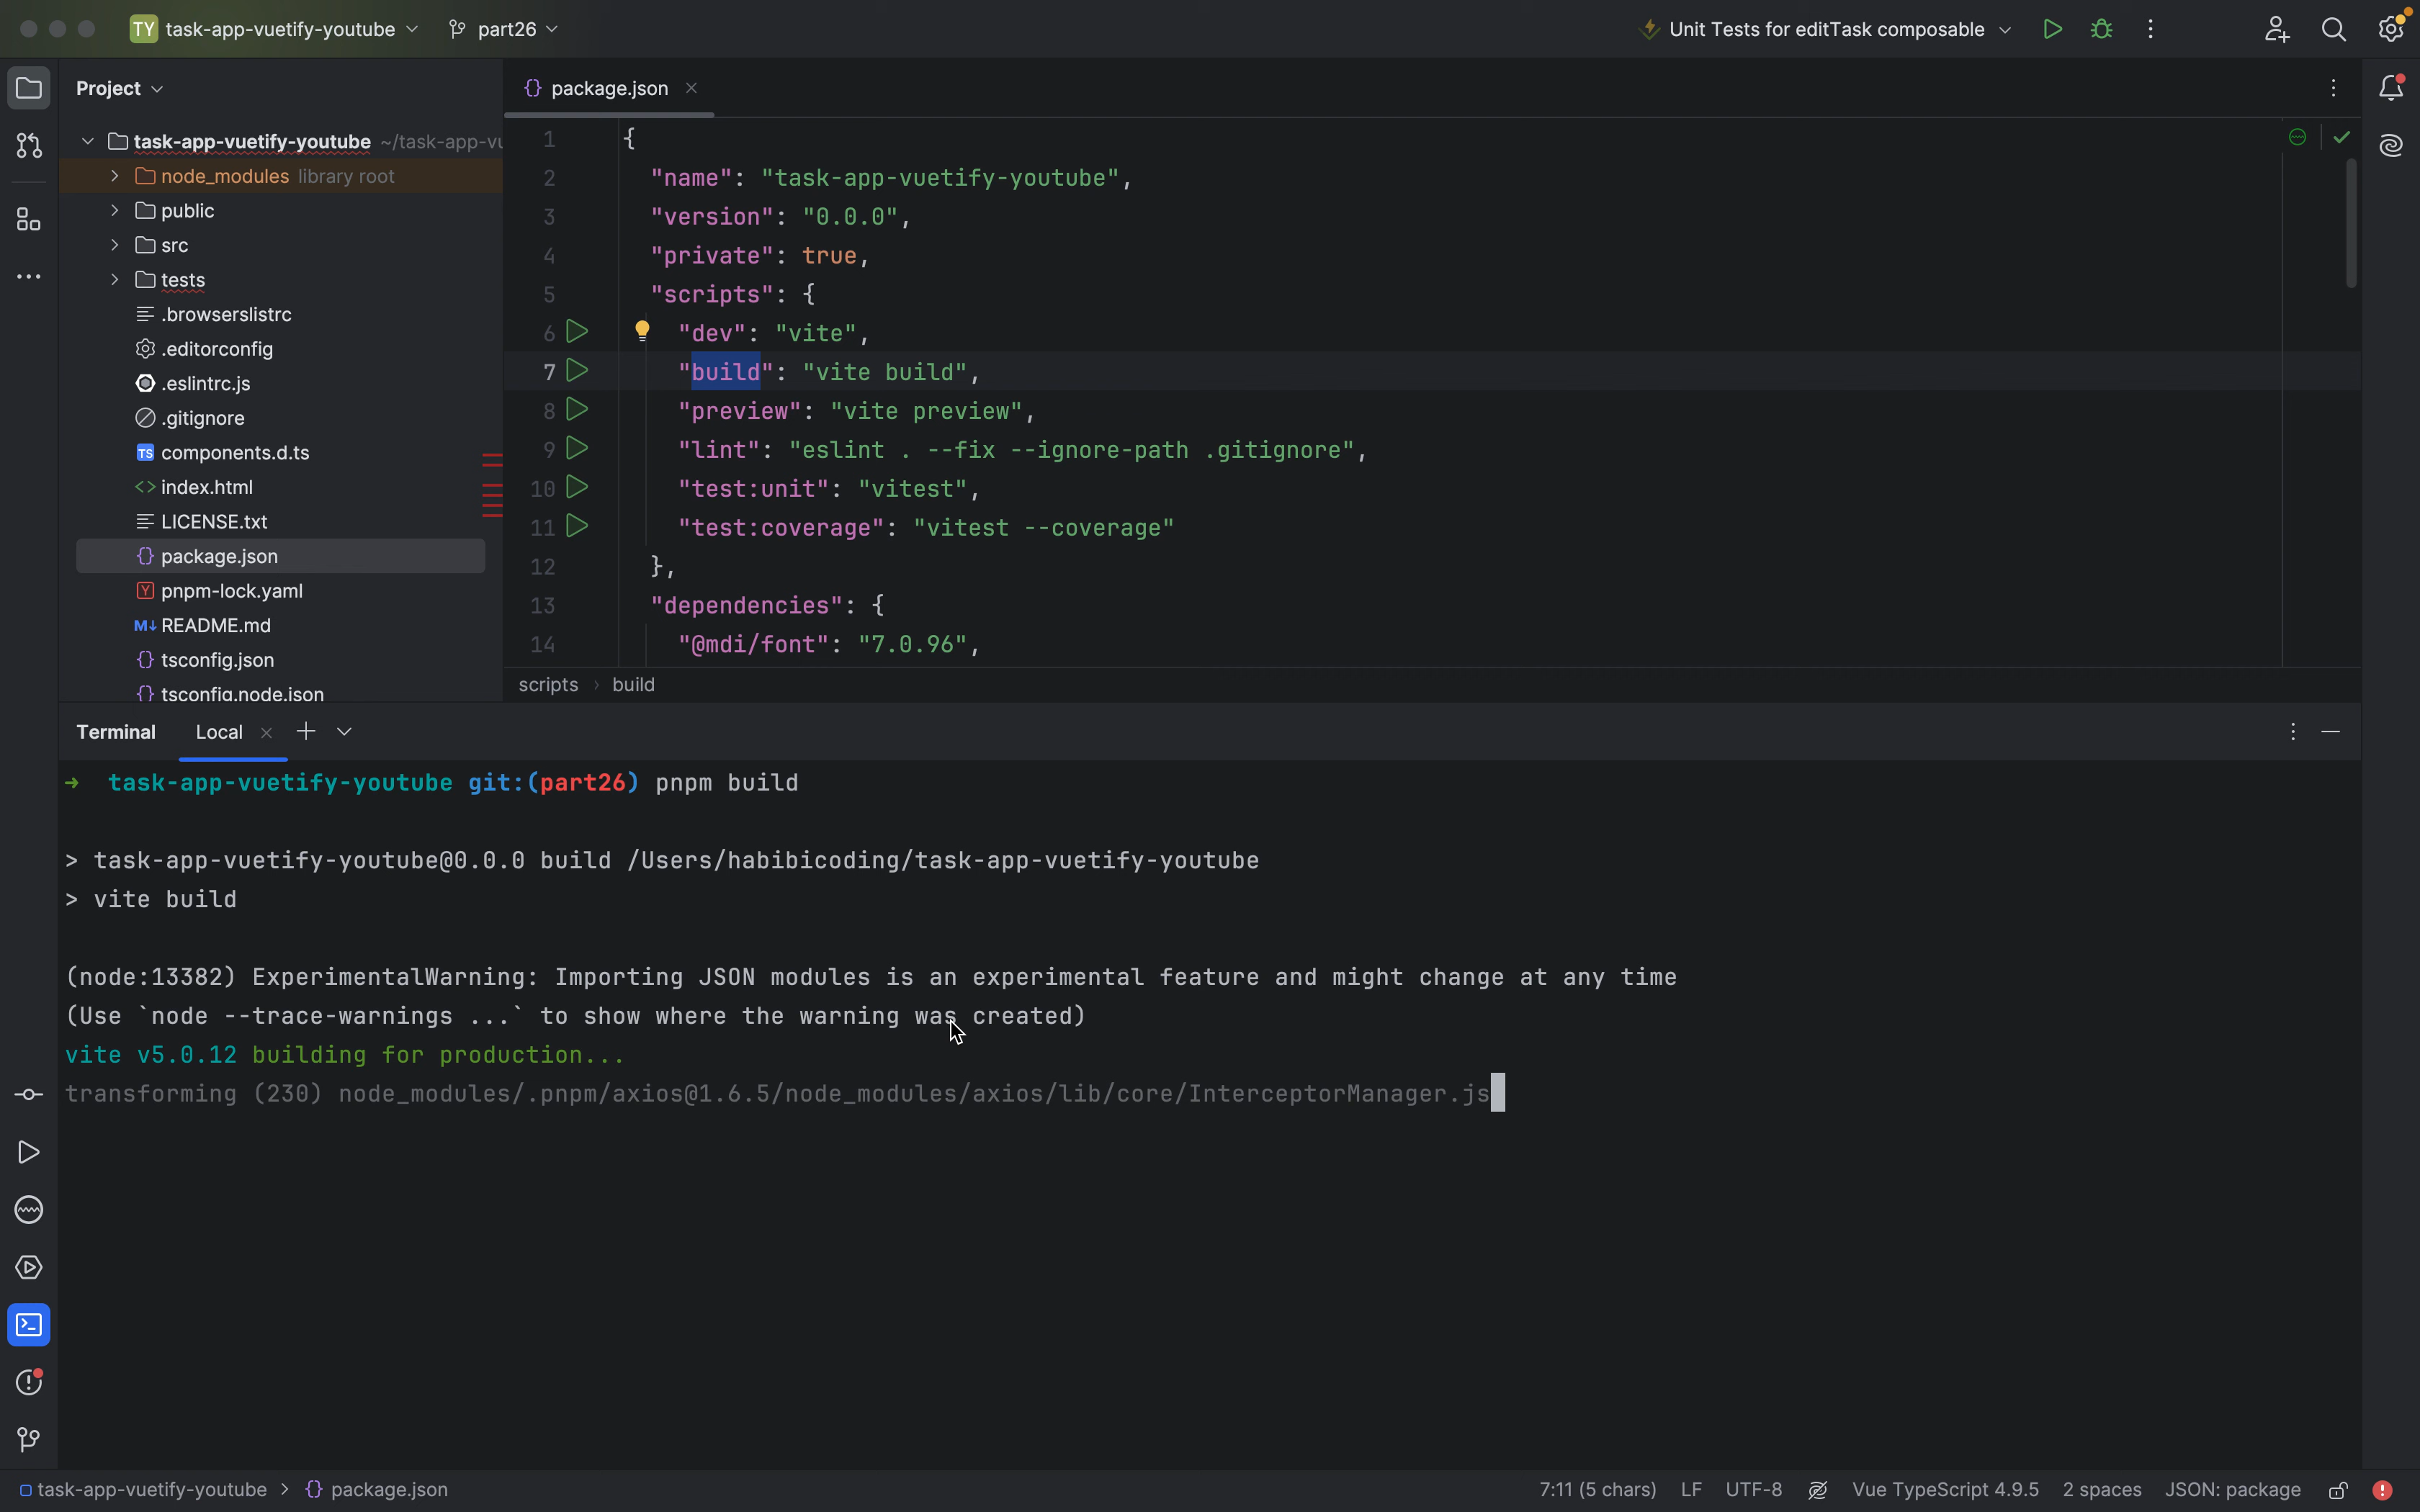 TY task-app-vuetify-youtube part26 Unit Tests for editTask composable
Project
package.json
task-app-vuetify-youtube ~/task-app-vu
node_modules library root
public
src
tests
.browserslistrc
.editorconfig
.eslintrc.js
.gitignore
TS components.d.ts
<> index.html
LICENSE.txt
{} package.json
Y pnpm-lock.yaml
M↓ README.md
{} tsconfig.json
{} tsconfig.node.json
1 {
2 "name": "task-app-vuetify-youtube",
3 "version": "0.0.0",
4 "private": true,
5 "scripts": {
6 "dev": "vite",
7 "build": "vite build",
8 "preview": "vite preview",
9 "lint": "eslint . --fix --ignore-path .gitignore",
10 "test:unit": "vitest",
11 "test:coverage": "vitest --coverage"
12 },
13 "dependencies": {
14 "@mdi/font": "7.0.96",
scripts › build
Terminal Local
→ task-app-vuetify-youtube git:(part26) pnpm build
> task-app-vuetify-youtube@0.0.0 build /Users/habibicoding/task-app-vuetify-youtube
> vite build
(node:13382) ExperimentalWarning: Importing JSON modules is an experimental feature and might change at any time
(Use `node --trace-warnings ...` to show where the warning was created)
vite v5.0.12 building for production...
transforming (230) node_modules/.pnpm/axios@1.6.5/node_modules/axios/lib/core/InterceptorManager.js
task-app-vuetify-youtube > {} package.json 7:11 (5 chars) LF UTF-8 Vue TypeScript 4.9.5 2 spaces JSON: package